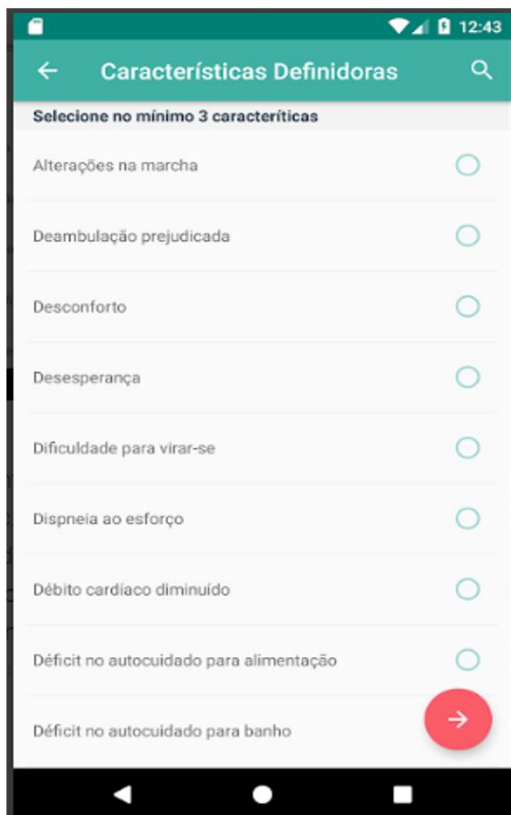 12:43
Características Definidoras
Selecione no mínimo 3 caracteríticas
Alterações na marcha
Deambulação prejudicada
Desconforto
Desesperança
Dificuldade para virar-se
Dispneia ao esforço
Débito cardíaco diminuído
Déficit no autocuidado para alimentação
Déficit no autocuidado para banho